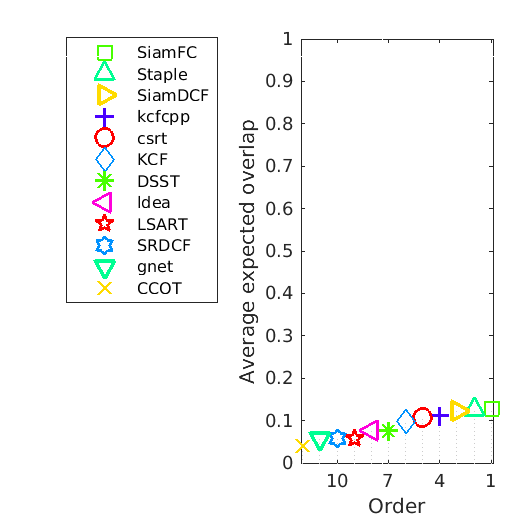 SiamFC
Staple
SiamDCF
kcfcpp
csrt
KCF
DSST
Idea
LSART
SRDCF
gnet
CCOT
Average expected overlap
1
0.9
0.8
0.7
0.6
0.5
0.4
0.3
0.2
0.1
0
10 7 4 1
Order